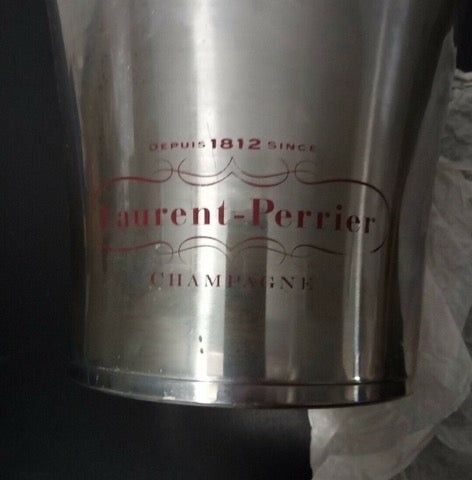 DEPUIS 1812 SINCE
Laurent-Perrier
CHAMPAGNE